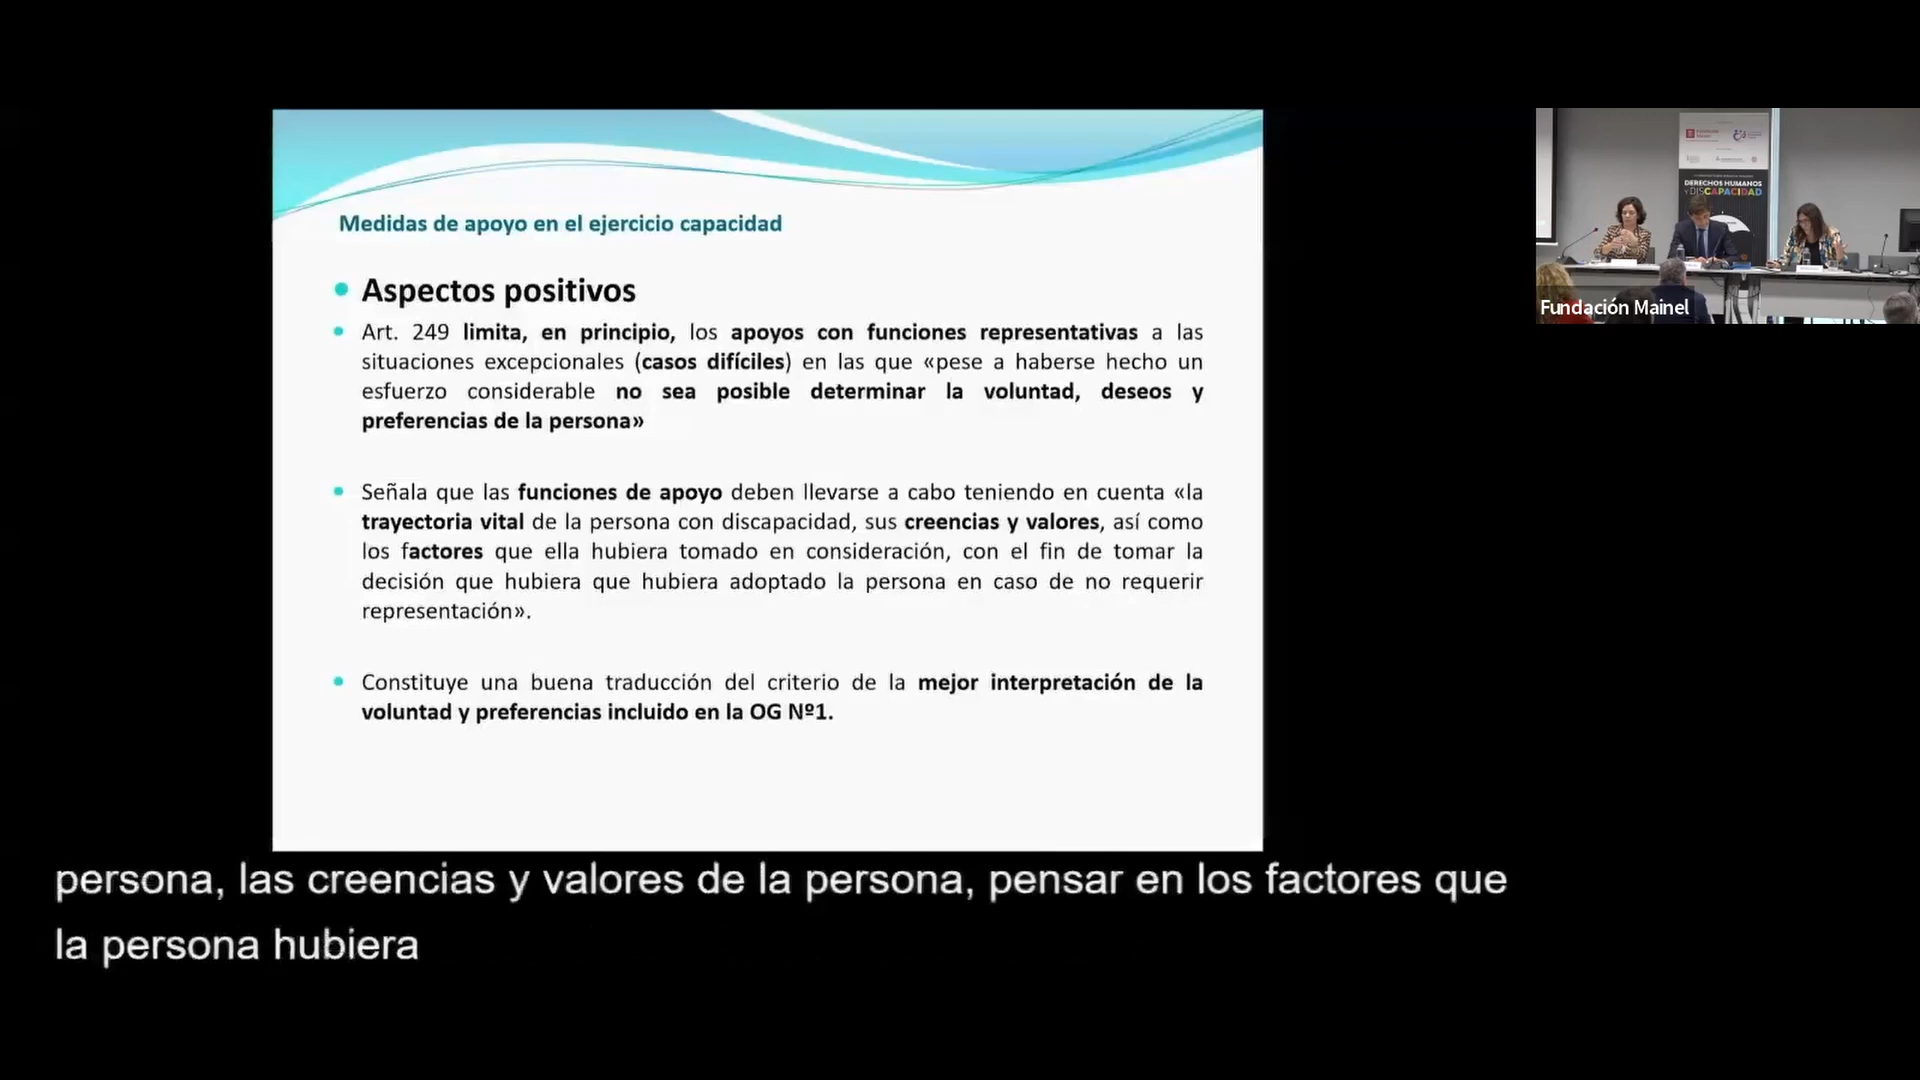 Medidas de apoyo en el ejercicio capacidad
Aspectos positivos
Art. 249 limita, en principio, los apoyos con funciones representativas a las
situaciones excepcionales (casos difíciles) en las que «pese a haberse hecho un
esfuerzo considerable no sea posible determinar la voluntad, deseos y
preferencias de la persona»
Señala que las funciones de apoyo deben llevarse a cabo teniendo en cuenta «la
trayectoria vital de la persona con discapacidad, sus creencias y valores, así como
los factores que ella hubiera tomado en consideración, con el fin de tomar la
decisión que hubiera que hubiera adoptado la persona en caso de no requerir
representación».
Constituye una buena traducción del criterio de la mejor interpretación de la
voluntad y preferencias incluido en la OG Nº1.
DERECHOS HUMANOS
Y DISCAPACIDAD
Fundación Mainel
persona, las creencias y valores de la persona, pensar en los factores que
la persona hubiera